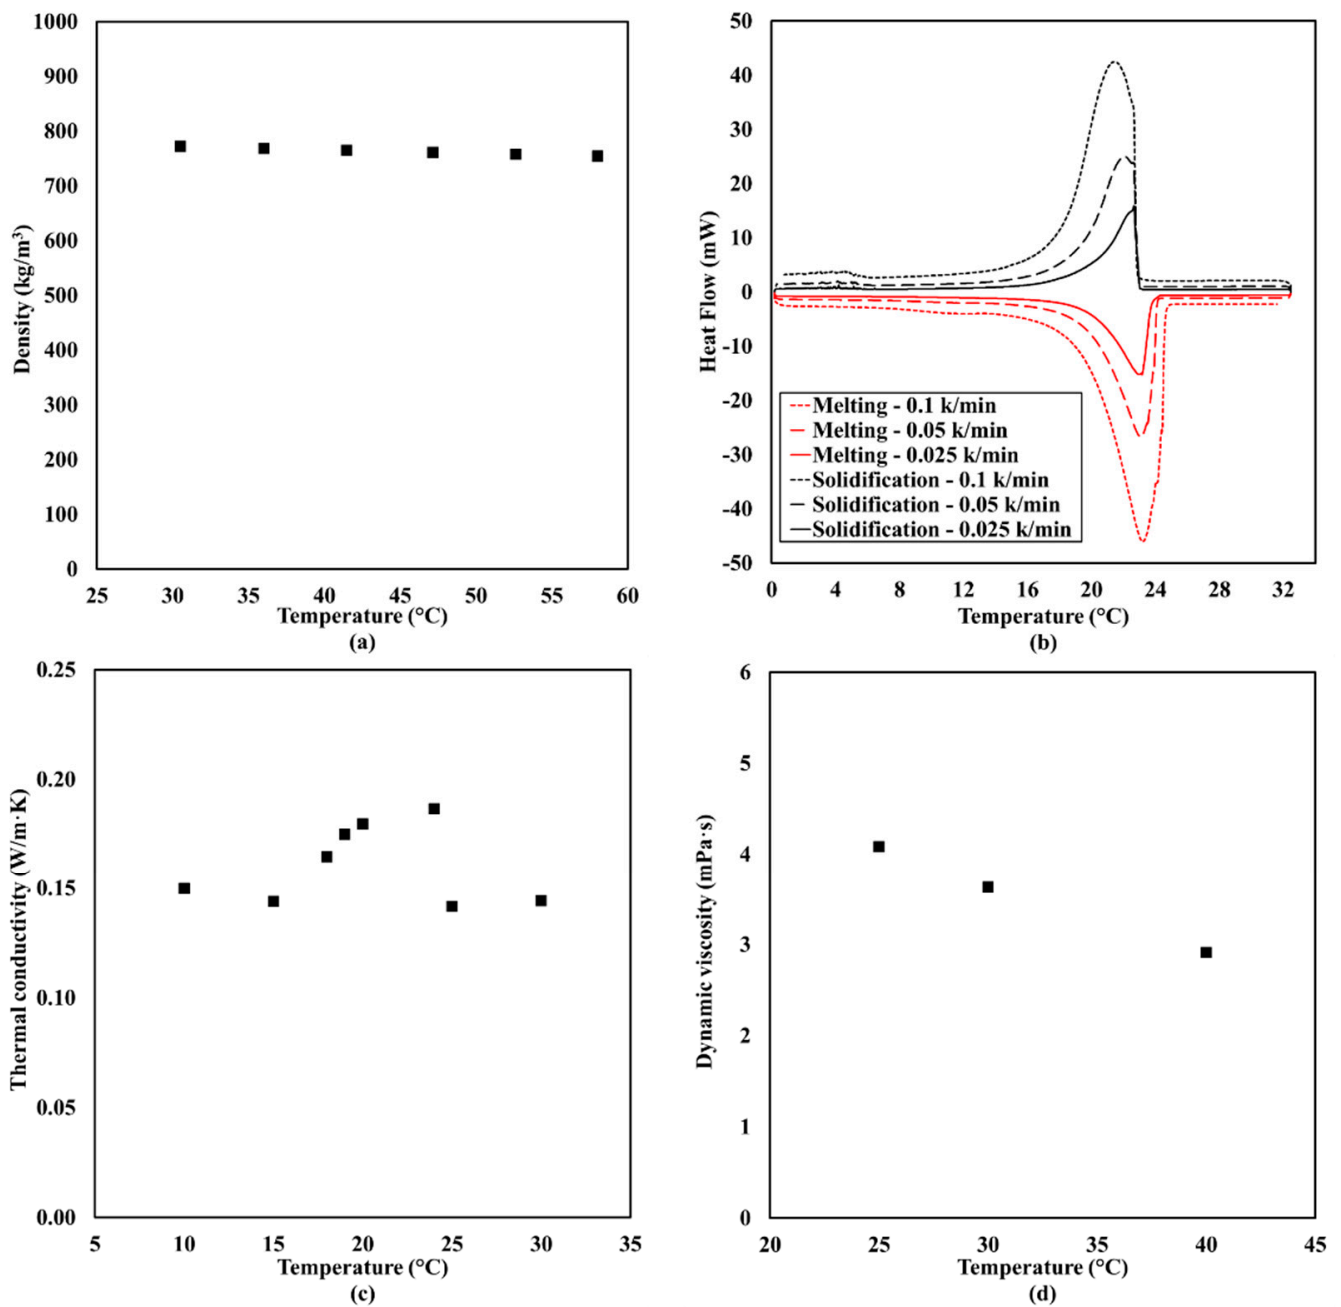 1000
900
800
700
600
500
400
300
200
100
0
Density (kg/m³)
25 30 35 40 45 50 55 60
Temperature (°C)
(a)
50
40
30
20
10
0
-10
-20
-30
-40
-50
Heat Flow (mW)
Melting - 0.1 k/min
Melting - 0.05 k/min
Melting - 0.025 k/min
Solidification - 0.1 k/min
Solidification - 0.05 k/min
Solidification - 0.025 k/min
0 4 8 12 16 20 24 28 32
Temperature (°C)
(b)
0.25
0.20
0.15
0.10
0.05
0.00
Thermal conductivity (W/m·K)
5 10 15 20 25 30 35
Temperature (°C)
(c)
6
5
4
3
2
1
0
Dynamic viscosity (mPa·s)
20 25 30 35 40 45
Temperature (°C)
(d)